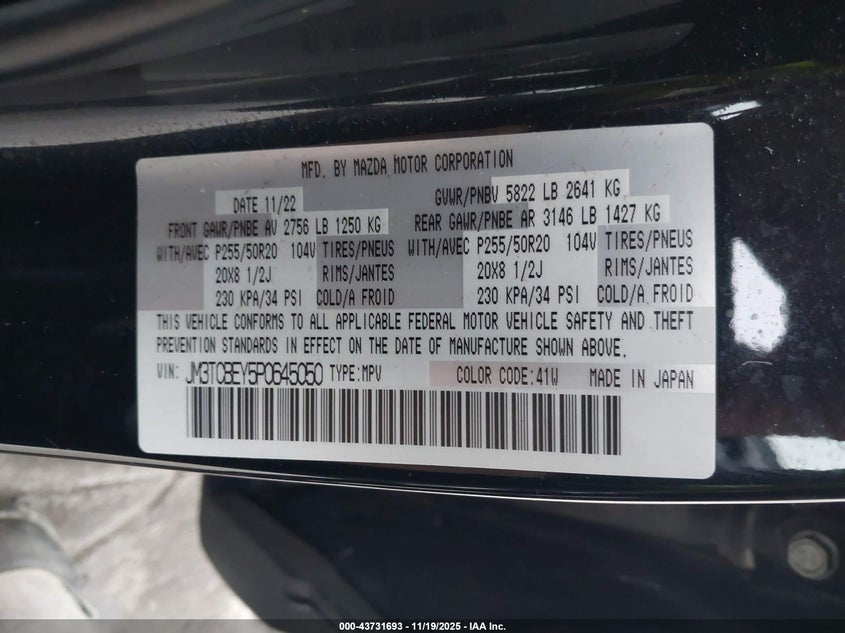 MFD. BY MAZDA MOTOR CORPORATION
DATE 11/22 GVWR/PNBV 5822 LB 2641 KG
FRONT GAWR/PNBE AV 2756 LB 1250 KG REAR GAWR/PNBE AR 3146 LB 1427 KG
WITH/AVEC P255/50R20 104V TIRES/PNEUS WITH/AVEC P255/50R20 104V TIRES/PNEUS
20X8 1/2J RIMS/JANTES 20X8 1/2J RIMS/JANTES
230 KPA/34 PSI COLD/A FROID 230 KPA/34 PSI COLD/A FROID
THIS VEHICLE CONFORMS TO ALL APPLICABLE FEDERAL MOTOR VEHICLE SAFETY AND THEFT
PREVENTION STANDARDS IN EFFECT ON THE DATE OF MANUFACTURE SHOWN ABOVE.
VIN: JM3TCBEY5P0645050 TYPE:MPV COLOR CODE:41W MADE IN JAPAN
000-43731693 - 11/19/2025 - IAA Inc.